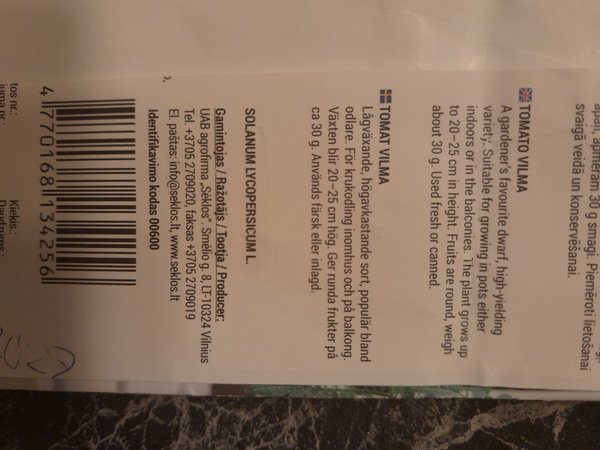 apaļi, apmēram 30 g smagi. Piemēroti lietošanai
svaigā veidā un konservēšanai.
TOMATO VILMA
A gardener's favourite dwarf, high-yielding
variety. Suitable for growing in pots either
indoors or in the balconies. The plant grows up
to 20–25 cm in height. Fruits are round, weigh
about 30 g. Used fresh or canned.
TOMAT VILMA
Lågväxande, högavkastande sort, populär bland
odlare. För krukodling inomhus och på balkong.
Växten blir 20–25 cm hög. Ger runda frukter på
ca 30 g. Används färsk eller inlagd.
SOLANUM LYCOPERSICUM L.
Gamintojas / Ražotājs / Tootja / Producer:
UAB agrofirma „Sėklos" Smėlio g. 8, LT-10324 Vilnius
Tel. +3705 2709020, faksas +3705 2709019
El. paštas: info@seklos.lt, www.seklos.lt
Identifikavimo kodas 00600
4 770168 134256
tos nr.: Kiekis.: